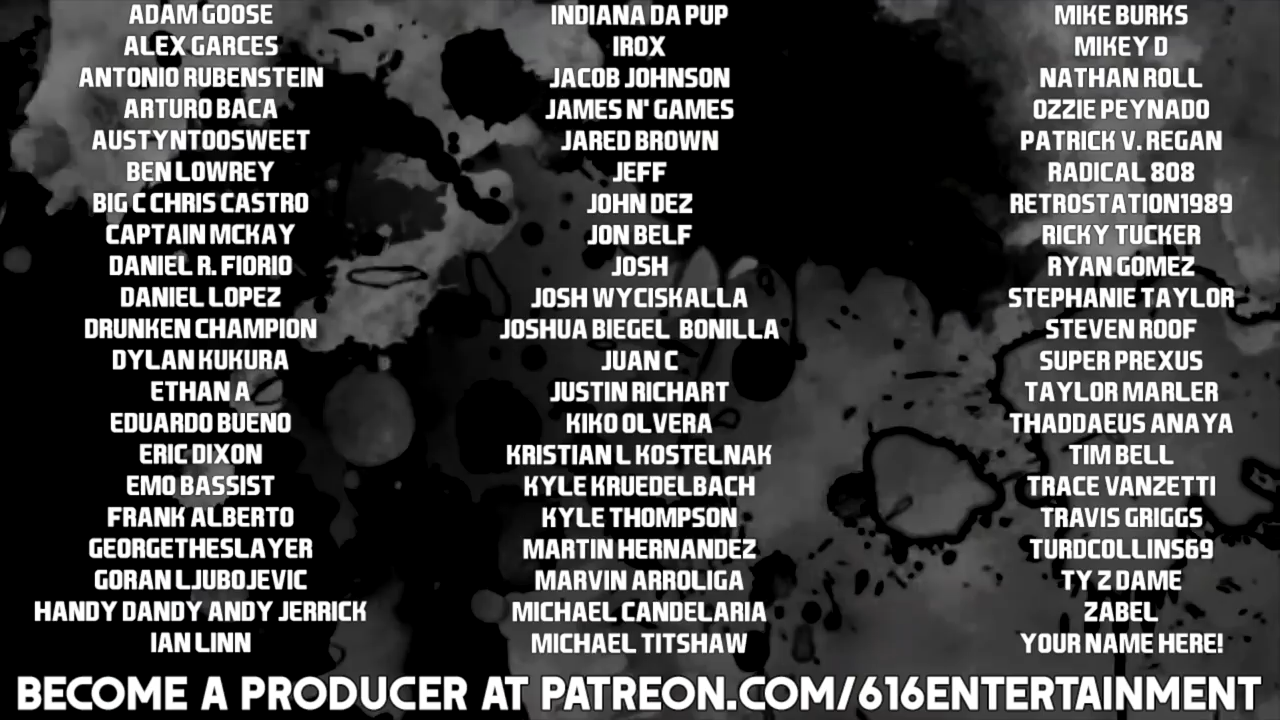 ADAM GOOSE
ALEX GARCES
ANTONIO RUBENSTEIN
ARTURO BACA
AUSTYNTOOSWEET
BEN LOWREY
BIG C CHRIS CASTRO
CAPTAIN MCKAY
DANIEL R. FIORIO
DANIEL LOPEZ
DRUNKEN CHAMPION
DYLAN KUKURA
ETHAN A
EDUARDO BUENO
ERIC DIXON
EMO BASSIST
FRANK ALBERTO
GEORGETHESLAYER
GORAN LJUBOJEVIC
HANDY DANDY ANDY JERRICK
IAN LINN
INDIANA DA PUP
IROX
JACOB JOHNSON
JAMES N' GAMES
JARED BROWN
JEFF
JOHN DEZ
JON BELF
JOSH
JOSH WYCISKALLA
JOSHUA BIEGEL BONILLA
JUAN C
JUSTIN RICHART
KIKO OLVERA
KRISTIAN L KOSTELNAK
KYLE KRUEDELBACH
KYLE THOMPSON
MARTIN HERNANDEZ
MARVIN ARROLIGA
MICHAEL CANDELARIA
MICHAEL TITSHAW
MIKE BURKS
MIKEY D
NATHAN ROLL
OZZIE PEYNADO
PATRICK V. REGAN
RADICAL 808
RETROSTATION1989
RICKY TUCKER
RYAN GOMEZ
STEPHANIE TAYLOR
STEVEN ROOF
SUPER PREXUS
TAYLOR MARLER
THADDAEUS ANAYA
TIM BELL
TRACE VANZETTI
TRAVIS GRIGGS
TURDCOLLINS69
TY Z DAME
ZABEL
YOUR NAME HERE!
BECOME A PRODUCER AT PATREON.COM/616ENTERTAINMENT